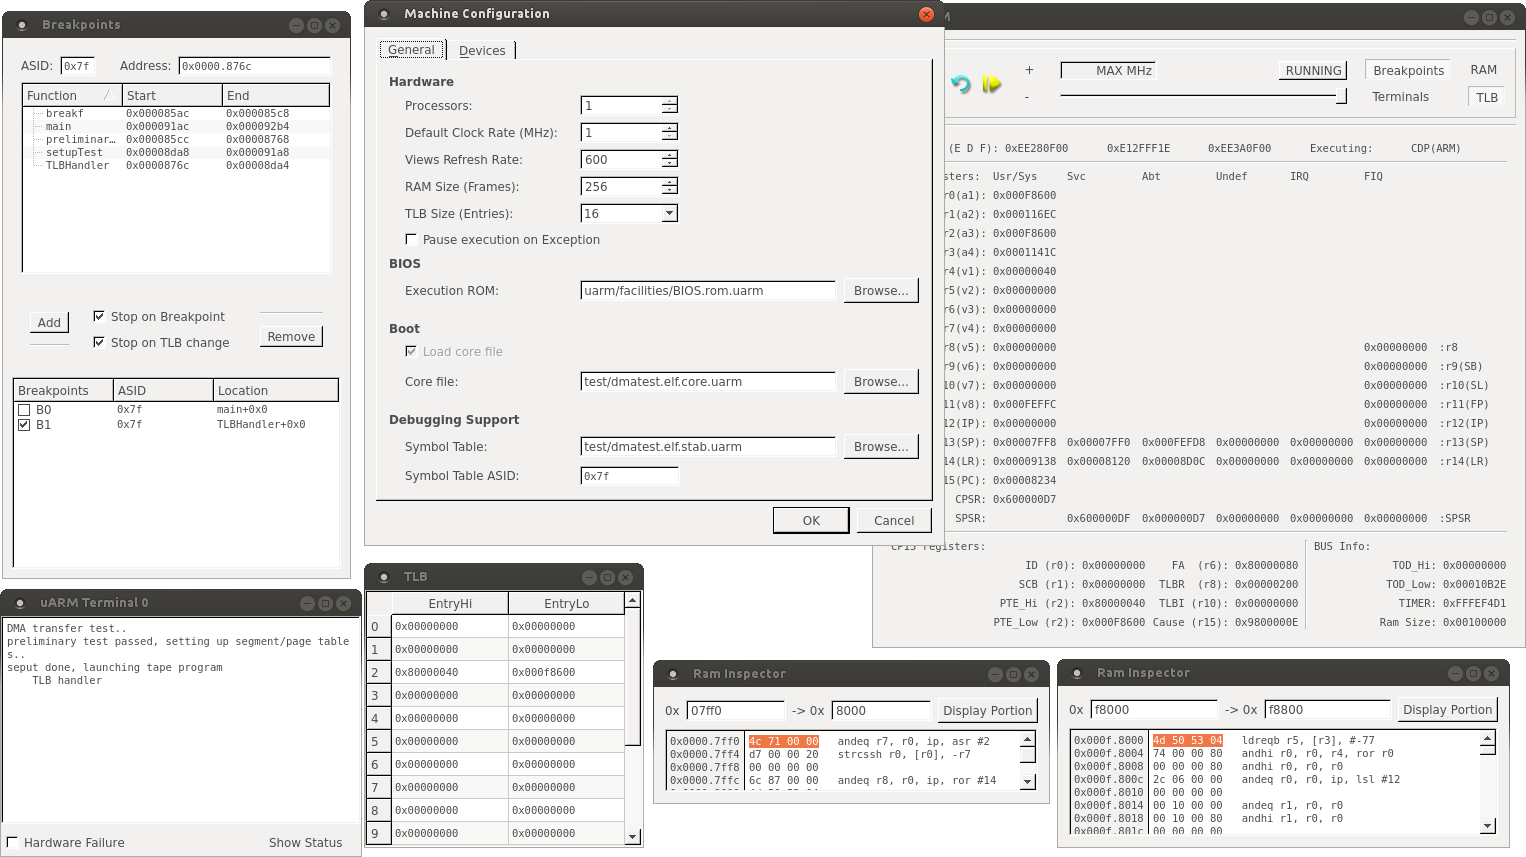 Breakpoints
ASID: 0x7f Address: 0x0000.876c
Function Start End
breakf 0x000085ac 0x000085c8
main 0x000091ac 0x000092b4
preliminar... 0x000085cc 0x00008768
setupTest 0x00008da8 0x000091a8
TLBHandler 0x0000876c 0x00008da4
Add Stop on Breakpoint
Stop on TLB change Remove
Breakpoints ASID Location
B0 0x7f main+0x0
B1 0x7f TLBHandler+0x0
Machine Configuration
General Devices
Hardware
Processors: 1
Default Clock Rate (MHz): 1
Views Refresh Rate: 600
RAM Size (Frames): 256
TLB Size (Entries): 16
Pause execution on Exception
BIOS
Execution ROM: uarm/facilities/BIOS.rom.uarm Browse...
Boot
Load core file
Core file: test/dmatest.elf.core.uarm Browse...
Debugging Support
Symbol Table: test/dmatest.elf.stab.uarm Browse...
Symbol Table ASID: 0x7f
OK Cancel
M
+ MAX MHz RUNNING Breakpoints RAM
- Terminals TLB
(E D F): 0xEE280F00 0xE12FFF1E 0xEE3A0F00 Executing: CDP(ARM)
sters: Usr/Sys Svc Abt Undef IRQ FIQ
r0(a1): 0x000F8600
r1(a2): 0x000116EC
r2(a3): 0x000F8600
r3(a4): 0x0001141C
r4(v1): 0x00000040
r5(v2): 0x00000000
r6(v3): 0x00000000
r7(v4): 0x00000000
r8(v5): 0x00000000 0x00000000 :r8
r9(v6): 0x00000000 0x00000000 :r9(SB)
10(v7): 0x00000000 0x00000000 :r10(SL)
11(v8): 0x000FEFFC 0x00000000 :r11(FP)
12(IP): 0x00000000 0x00000000 :r12(IP)
13(SP): 0x00007FF8 0x00007FF0 0x000FEFD8 0x00000000 0x00000000 0x00000000 :r13(SP)
14(LR): 0x00009138 0x00008120 0x00008D0C 0x00000000 0x00000000 0x00000000 :r14(LR)
15(PC): 0x00008234
CPSR: 0x600000D7
SPSR: 0x600000DF 0x000000D7 0x00000000 0x00000000 0x00000000 :SPSR
CP15 registers: BUS Info:
ID (r0): 0x00000000 FA (r6): 0x80000080 TOD_Hi: 0x00000000
SCB (r1): 0x00000000 TLBR (r8): 0x00000200 TOD_Low: 0x00010B2E
PTE_Hi (r2): 0x80000040 TLBI (r10): 0x00000000 TIMER: 0xFFFEF4D1
PTE_Low (r2): 0x000F8600 Cause (r15): 0x9800000E Ram Size: 0x00100000
uARM Terminal 0
DMA transfer test..
preliminary test passed, setting up segment/page table
s..
seput done, launching tape program
TLB handler
Hardware Failure Show Status
TLB
EntryHi EntryLo
0 0x00000000 0x00000000
1 0x00000000 0x00000000
2 0x80000040 0x000f8600
3 0x00000000 0x00000000
4 0x00000000 0x00000000
5 0x00000000 0x00000000
6 0x00000000 0x00000000
7 0x00000000 0x00000000
8 0x00000000 0x00000000
9 0x00000000 0x00000000
Ram Inspector
0x 07ff0 -> 0x 8000 Display Portion
0x0000.7ff0 4c 71 00 00 andeq r7, r0, ip, asr #2
0x0000.7ff4 d7 00 00 20 strcssh r0, [r0], -r7
0x0000.7ff8 00 00 00 00
0x0000.7ffc 6c 87 00 00 andeq r8, r0, ip, ror #14
Ram Inspector
0x f8000 -> 0x f8800 Display Portion
0x000f.8000 4d 50 53 04 ldreqb r5, [r3], #-77
0x000f.8004 74 00 00 80 andhi r0, r0, r4, ror r0
0x000f.8008 00 00 00 80 andhi r0, r0, r0
0x000f.800c 2c 06 00 00 andeq r0, r0, ip, lsl #12
0x000f.8010 00 00 00 00
0x000f.8014 00 10 00 00 andeq r1, r0, r0
0x000f.8018 00 10 00 80 andhi r1, r0, r0
0x000f.801c 00 00 00 00